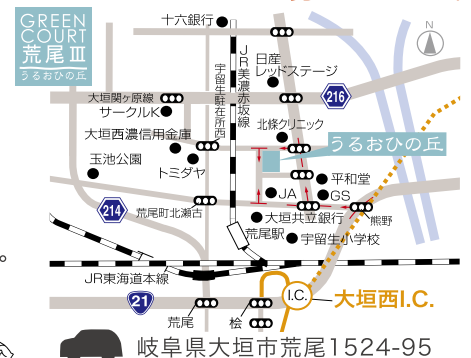 GREEN
COURT
荒尾Ⅲ
うるおひの丘
十六銀行
N
日産
レッドステージ
JR美濃赤坂線
宇留生駐在所西
大垣関ヶ原線
サークルK
216
北條クリニック
大垣西濃信用金庫
うるおひの丘
玉池公園
トミダヤ
平和堂
JA
GS
214
荒尾町北瀬古
大垣共立銀行
熊野
荒尾駅
宇留生小学校
。
JR東海道本線
I.C.
大垣西I.C.
21
荒尾
桧
岐阜県大垣市荒尾1524-95